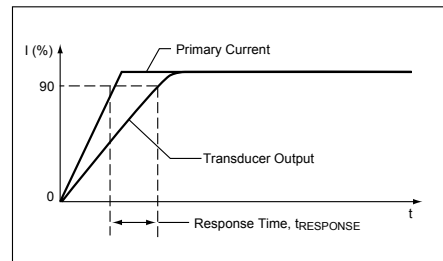 I (%)
Primary Current
90
Transducer Output
0
t
Response Time, tRESPONSE